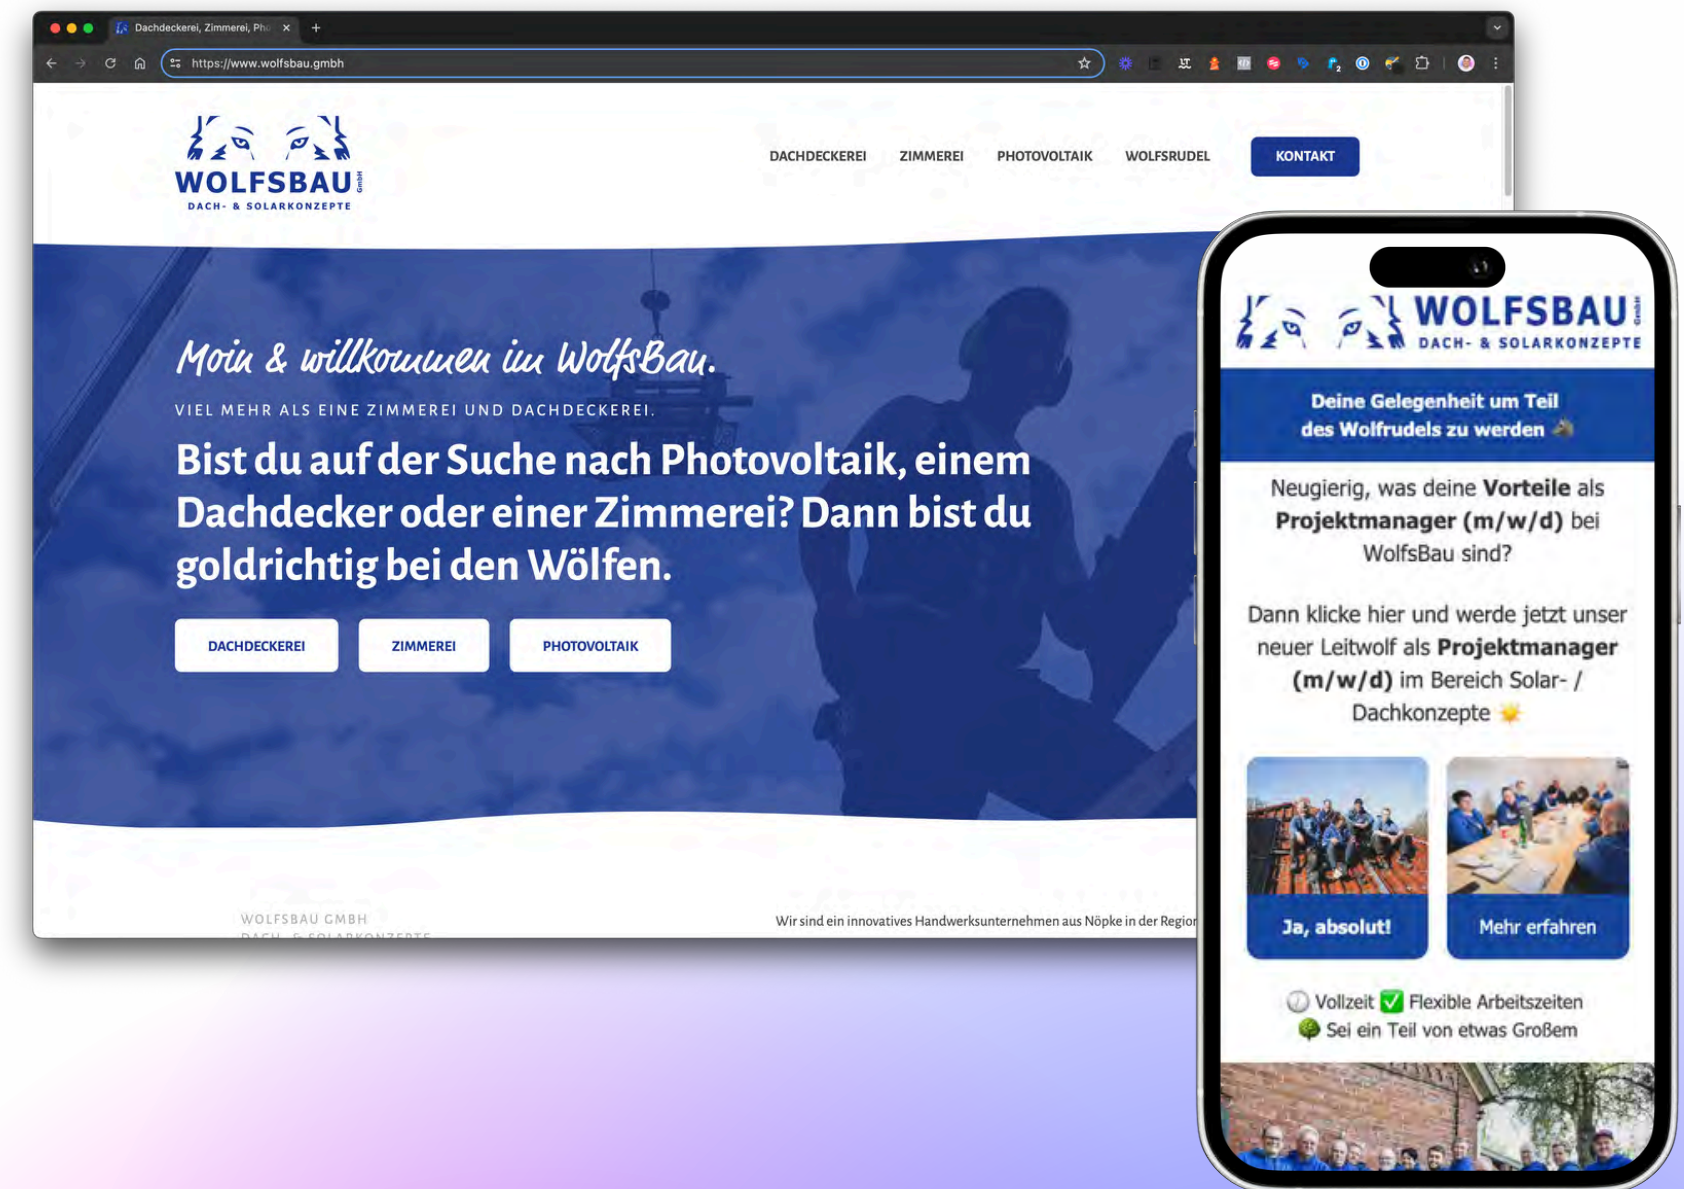 Dachdeckerei, Zimmerei, Pho
https://www.wolfsbau.gmbh
WOLFSBAU GmbH
DACH- & SOLARKONZEPTE
DACHDECKEREI
ZIMMEREI
PHOTOVOLTAIK
WOLFSRUDEL
KONTAKT
Moin & willkommen im WolfsBau.
VIEL MEHR ALS EINE ZIMMEREI UND DACHDECKEREI.
Bist du auf der Suche nach Photovoltaik, einem
Dachdecker oder einer Zimmerei? Dann bist du
goldrichtig bei den Wölfen.
DACHDECKEREI
ZIMMEREI
PHOTOVOLTAIK
WOLFSBAU GMBH
DACH- & SOLARKONZEPTE
Wir sind ein innovatives Handwerksunternehmen aus Nöpke in der Region
WOLFSBAU GmbH
DACH- & SOLARKONZEPTE
Deine Gelegenheit um Teil
des Wolfrudels zu werden 🐺
Neugierig, was deine Vorteile als
Projektmanager (m/w/d) bei
WolfsBau sind?
Dann klicke hier und werde jetzt unser
neuer Leitwolf als Projektmanager
(m/w/d) im Bereich Solar- /
Dachkonzepte ☀️
Ja, absolut!
Mehr erfahren
🕐 Vollzeit ✅ Flexible Arbeitszeiten
🌳 Sei ein Teil von etwas Großem